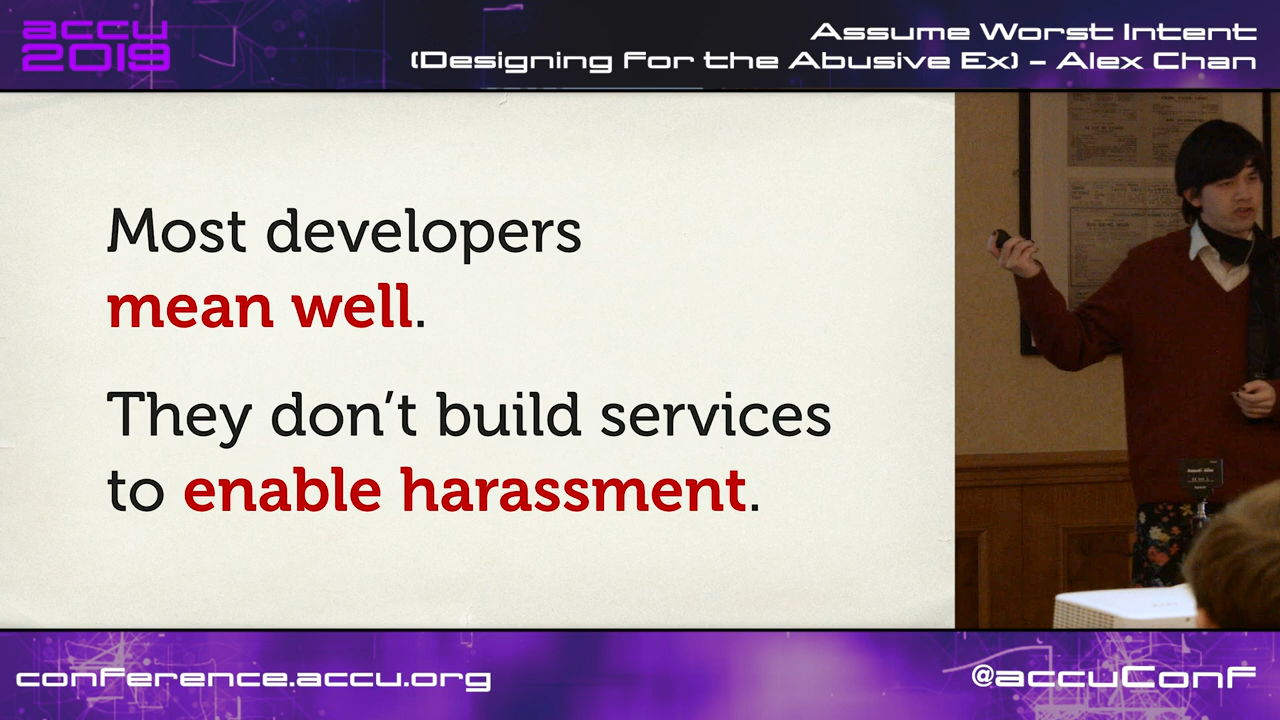 accu
2019
Assume Worst Intent
(Designing for the Abusive Ex) – Alex Chan
Most developers
mean well.
They don't build services
to enable harassment.
conference.accu.org
@accuConf